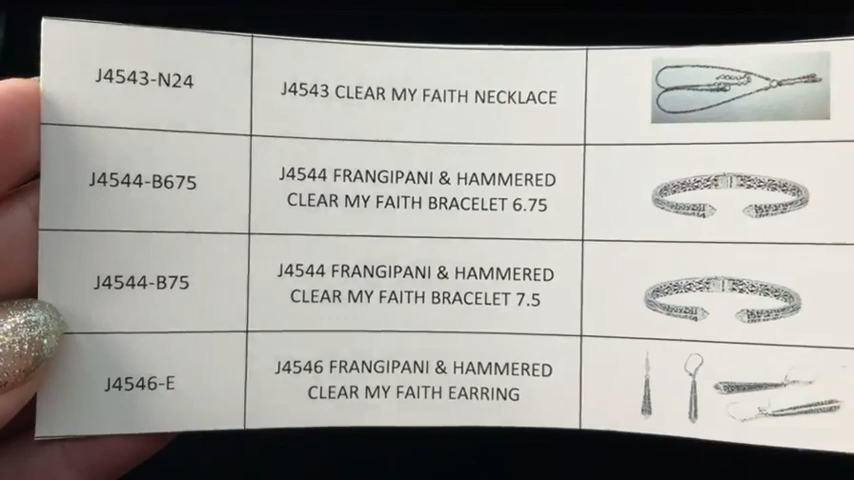 J4543-N24
J4543 CLEAR MY FAITH NECKLACE
J4544-B675
J4544 FRANGIPANI & HAMMERED
CLEAR MY FAITH BRACELET 6.75
J4544-B75
J4544 FRANGIPANI & HAMMERED
CLEAR MY FAITH BRACELET 7.5
J4546-E
J4546 FRANGIPANI & HAMMERED
CLEAR MY FAITH EARRING